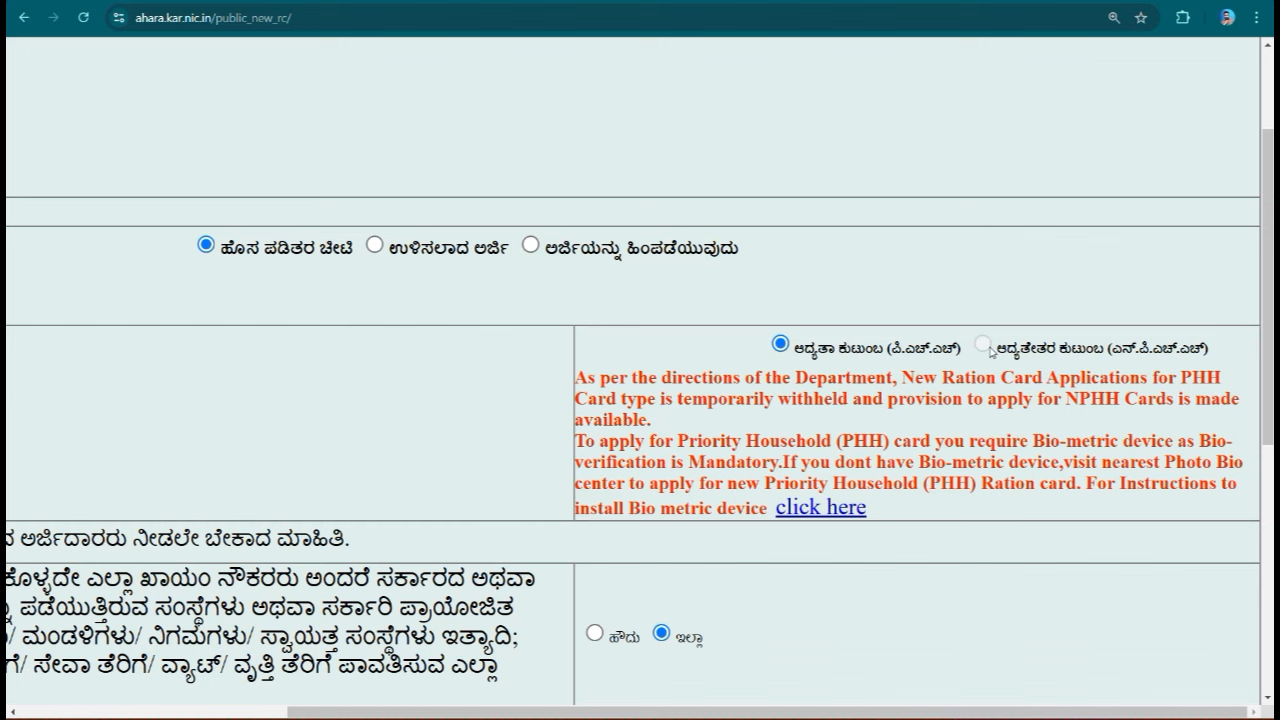 ahara.kar.nic.in/public_new_rc/
ಹೊಸ ಪಡಿತರ ಚೀಟಿ ಉಳಿಸಲಾದ ಅರ್ಜಿ ಅರ್ಜಿಯನ್ನು ಹಿಂಪಡೆಯುವುದು
ಆದ್ಯತಾ ಕುಟುಂಬ (ಪಿ.ಎಚ್.ಎಚ್) ಆದ್ಯತೇತರ ಕುಟುಂಬ (ಎನ್.ಪಿ.ಎಚ್.ಎಚ್)
As per the directions of the Department, New Ration Card Applications for PHH
Card type is temporarily withheld and provision to apply for NPHH Cards is made
available.
To apply for Priority Household (PHH) card you require Bio-metric device as Bio-
verification is Mandatory.If you dont have Bio-metric device,visit nearest Photo Bio
center to apply for new Priority Household (PHH) Ration card. For Instructions to
install Bio metric device click here
ಅರ್ಜಿದಾರರು ನೀಡಲೇ ಬೇಕಾದ ಮಾಹಿತಿ.
ಎಲ್ಲಾ ಖಾಯಂ ನೌಕರರು ಅಂದರೆ ಸರ್ಕಾರದ ಅಥವಾ
ಪಡೆಯುತ್ತಿರುವ ಸಂಸ್ಥೆಗಳು ಅಥವಾ ಸರ್ಕಾರಿ ಪ್ರಾಯೋಜಿತ
/ ಮಂಡಳಿಗಳು/ ನಿಗಮಗಳು/ ಸ್ವಾಯತ್ತ ಸಂಸ್ಥೆಗಳು ಇತ್ಯಾದಿ;
ಹೌದು ಇಲ್ಲಾ
/ ಸೇವಾ ತೆರಿಗೆ/ ವ್ಯಾಟ್/ ವೃತ್ತಿ ತೆರಿಗೆ ಪಾವತಿಸುವ ಎಲ್ಲಾ